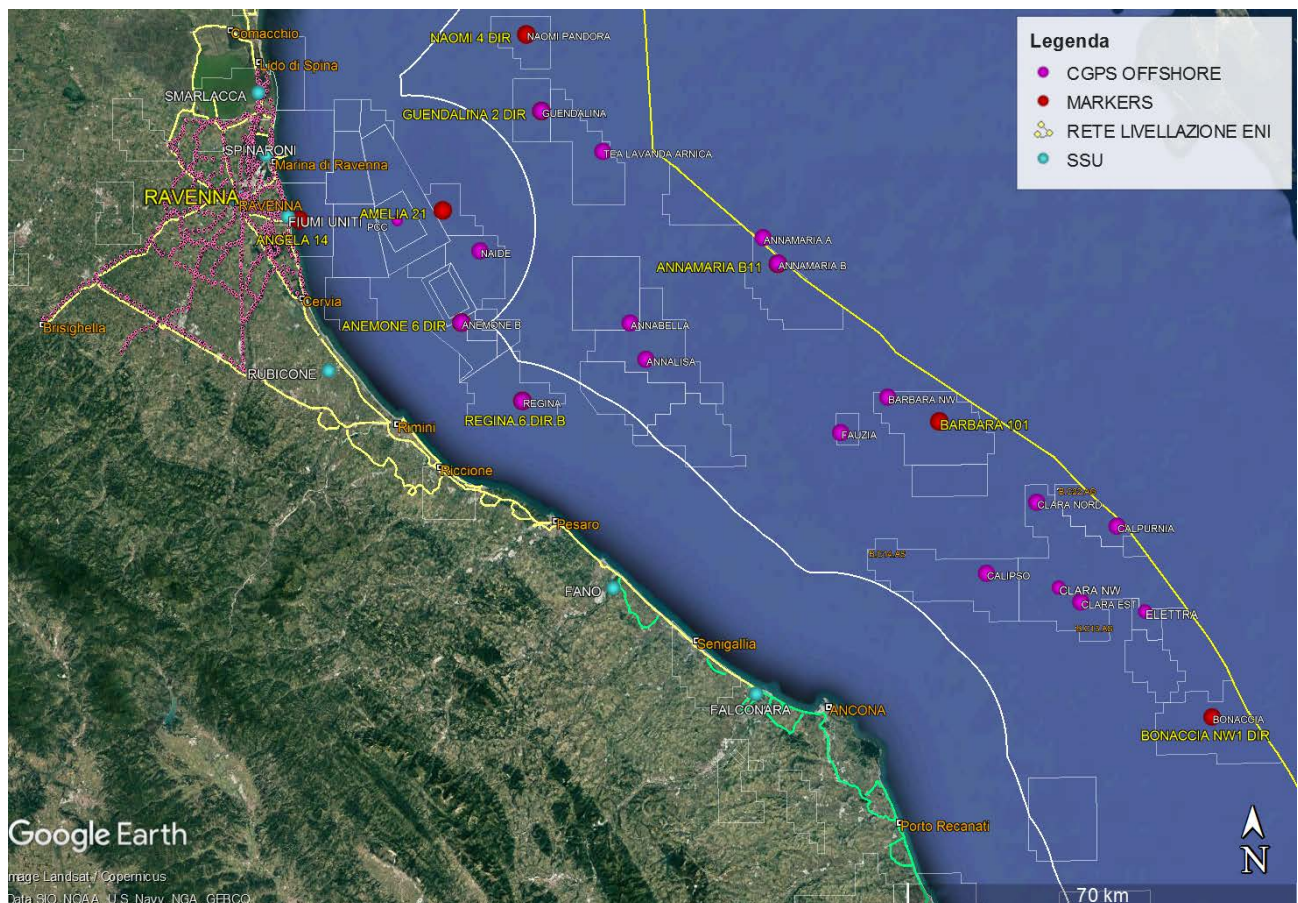 Comacchio
Lido di Spina
SMARLACCA
SPINARONI
Marina di Ravenna
RAVENNA
RAVENNA
FIUMI UNITI
ANGELA 14
PCC
AMELIA 21
NAIDE
NAOMI 4 DIR
NAOMI PANDORA
GUENDALINA 2 DIR
GUENDALINA
TEA LAVANDA ARNICA
Legenda
CGPS OFFSHORE
MARKERS
RETE LIVELLAZIONE ENI
SSU
ANNAMARIA A
ANNAMARIA B11
ANNAMARIA B
Cervia
Brisighella
ANEMONE 6 DIR
ANEMONE B
ANNABELLA
ANNALISA
RUBICONE
REGINA
REGINA 6 DIR B
BARBARA NW
BARBARA 101
FAUZIA
Rimini
Riccione
CLARA NORD
CALPURNIA
Pesaro
CALIPSO
FANO
CLARA NW
CLARA EST
ELETTRA
Senigallia
FALCONARA
ANCONA
BONACCIA
BONACCIA NW1 DIR
Porto Recanati
Google Earth
N
mage Landsat / Copernicus
Data SIO, NOAA, U.S. Navy, NGA, GEBCO
70 km